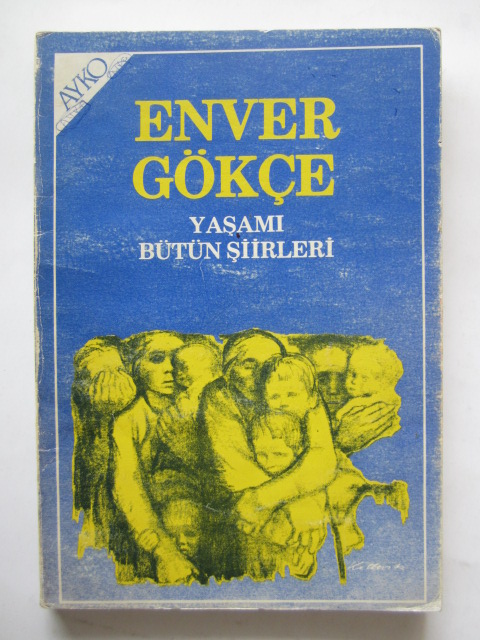 AYKO
ENVER
GÖKÇE
YAŞAMI
BÜTÜN ŞİİRLERİ